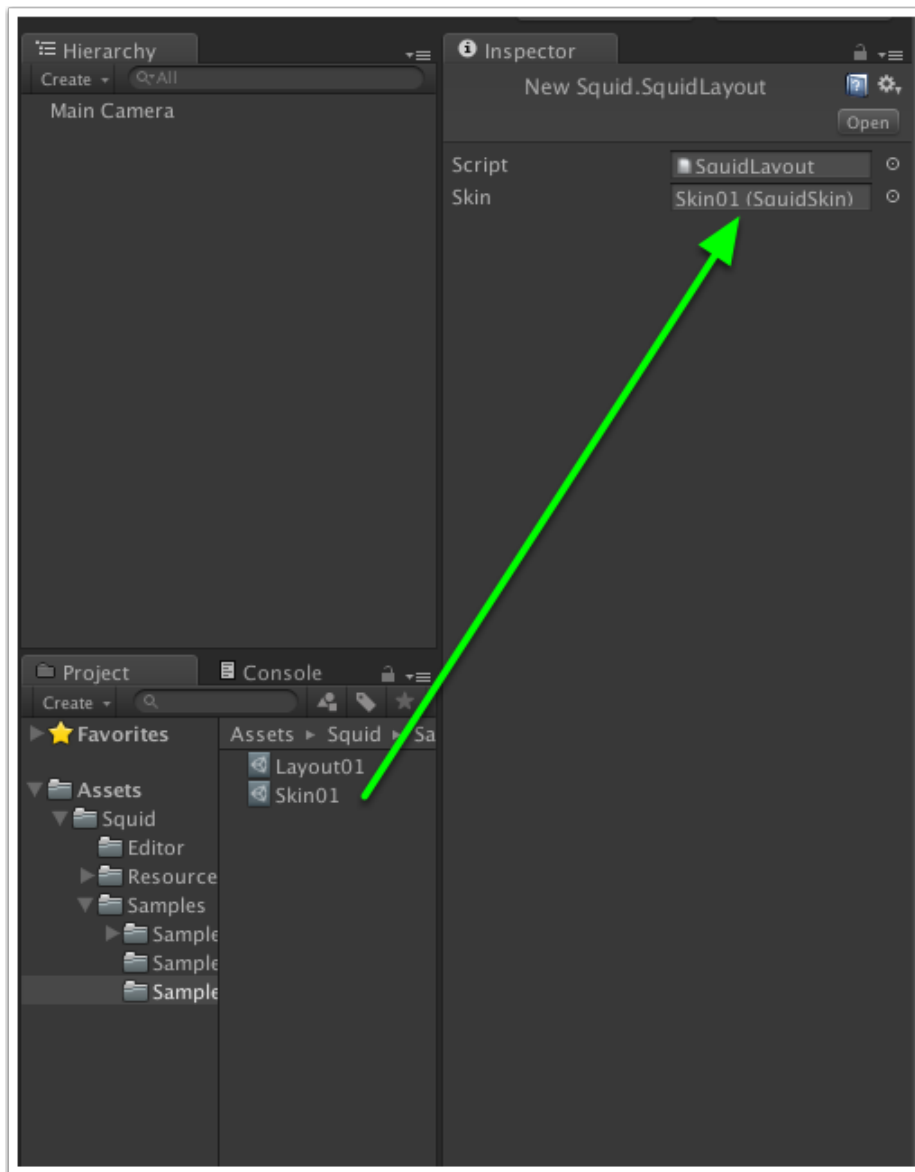 Hierarchy
Create
All
Main Camera
Inspector
New Squid.SquidLayout
Open
Script
SquidLayout
Skin
Skin01 (SquidSkin)
Project
Console
Create
Favorites
Assets
Squid
Editor
Resource
Samples
Sample
Sample
Sample
Assets ▸ Squid ▸ Sa
Layout01
Skin01